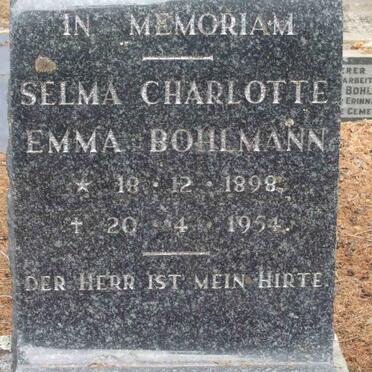 IN MEMORIAM
SELMA CHARLOTTE
EMMA BOHLMANN
* 18 · 12 · 1898.
† 20 · 4 · 1954.
DER HERR IST MEIN HIRTE.